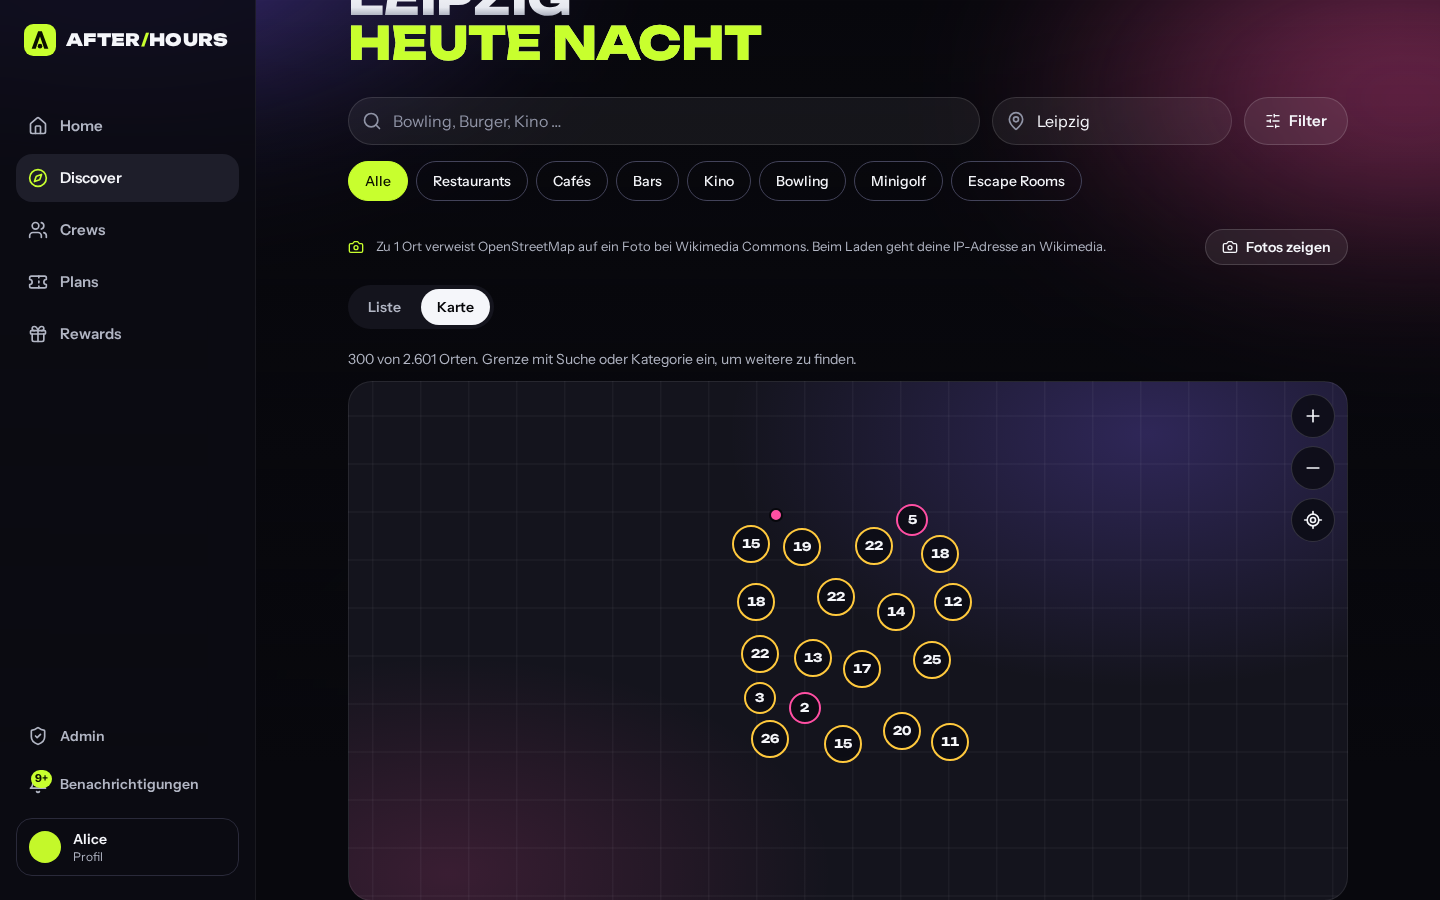 AFTER/HOURS
Home
Discover
Crews
Plans
Rewards
Admin
9+
Benachrichtigungen
Alice
Profil
LEIPZIG
HEUTE NACHT
Bowling, Burger, Kino ...
Leipzig
Filter
Alle
Restaurants
Cafés
Bars
Kino
Bowling
Minigolf
Escape Rooms
Zu 1 Ort verweist OpenStreetMap auf ein Foto bei Wikimedia Commons. Beim Laden geht deine IP-Adresse an Wikimedia.
Fotos zeigen
Liste
Karte
300 von 2.601 Orten. Grenze mit Suche oder Kategorie ein, um weitere zu finden.
5
15
19
22
18
18
22
14
12
22
13
17
25
3
2
26
15
20
11